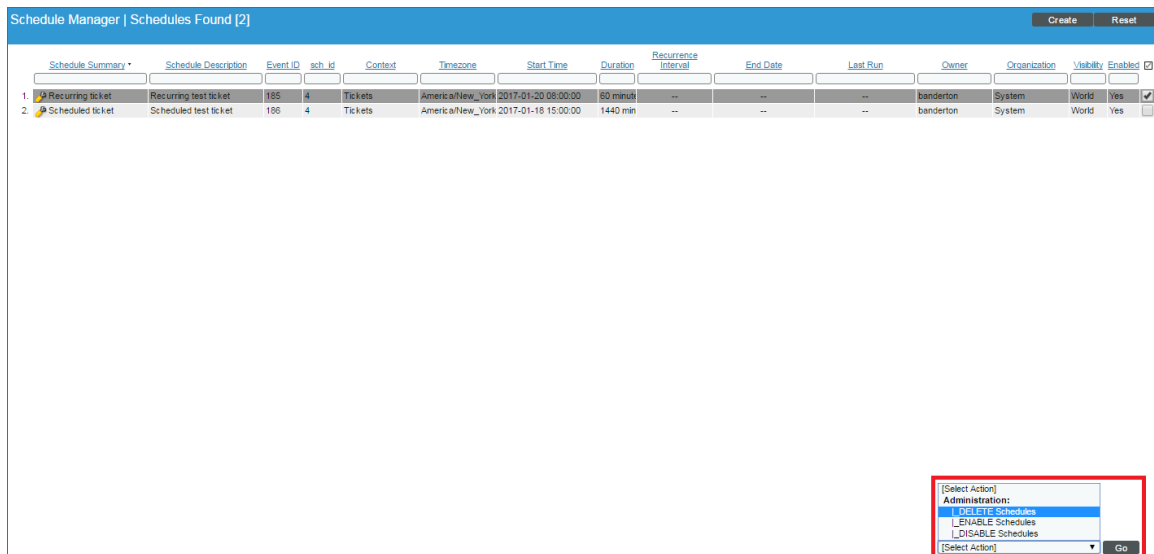 Schedule Manager | Schedules Found [2]
Create
Reset
Schedule Summary
Schedule Description
Event ID
sch_id
Context
Timezone
Start Time
Duration
Recurrence
Interval
End Date
Last Run
Owner
Organization
Visibility
Enabled
1. Recurring ticket Recurring test ticket 185 4 Tickets America/New_York 2017-01-20 08:00:00 60 minute -- -- -- banderton System World Yes
2. Scheduled ticket Scheduled test ticket 186 4 Tickets America/New_York 2017-01-18 15:00:00 1440 min -- -- -- banderton System World Yes
[Select Action]
Administration:
|_DELETE Schedules
|_ENABLE Schedules
|_DISABLE Schedules
[Select Action]
Go